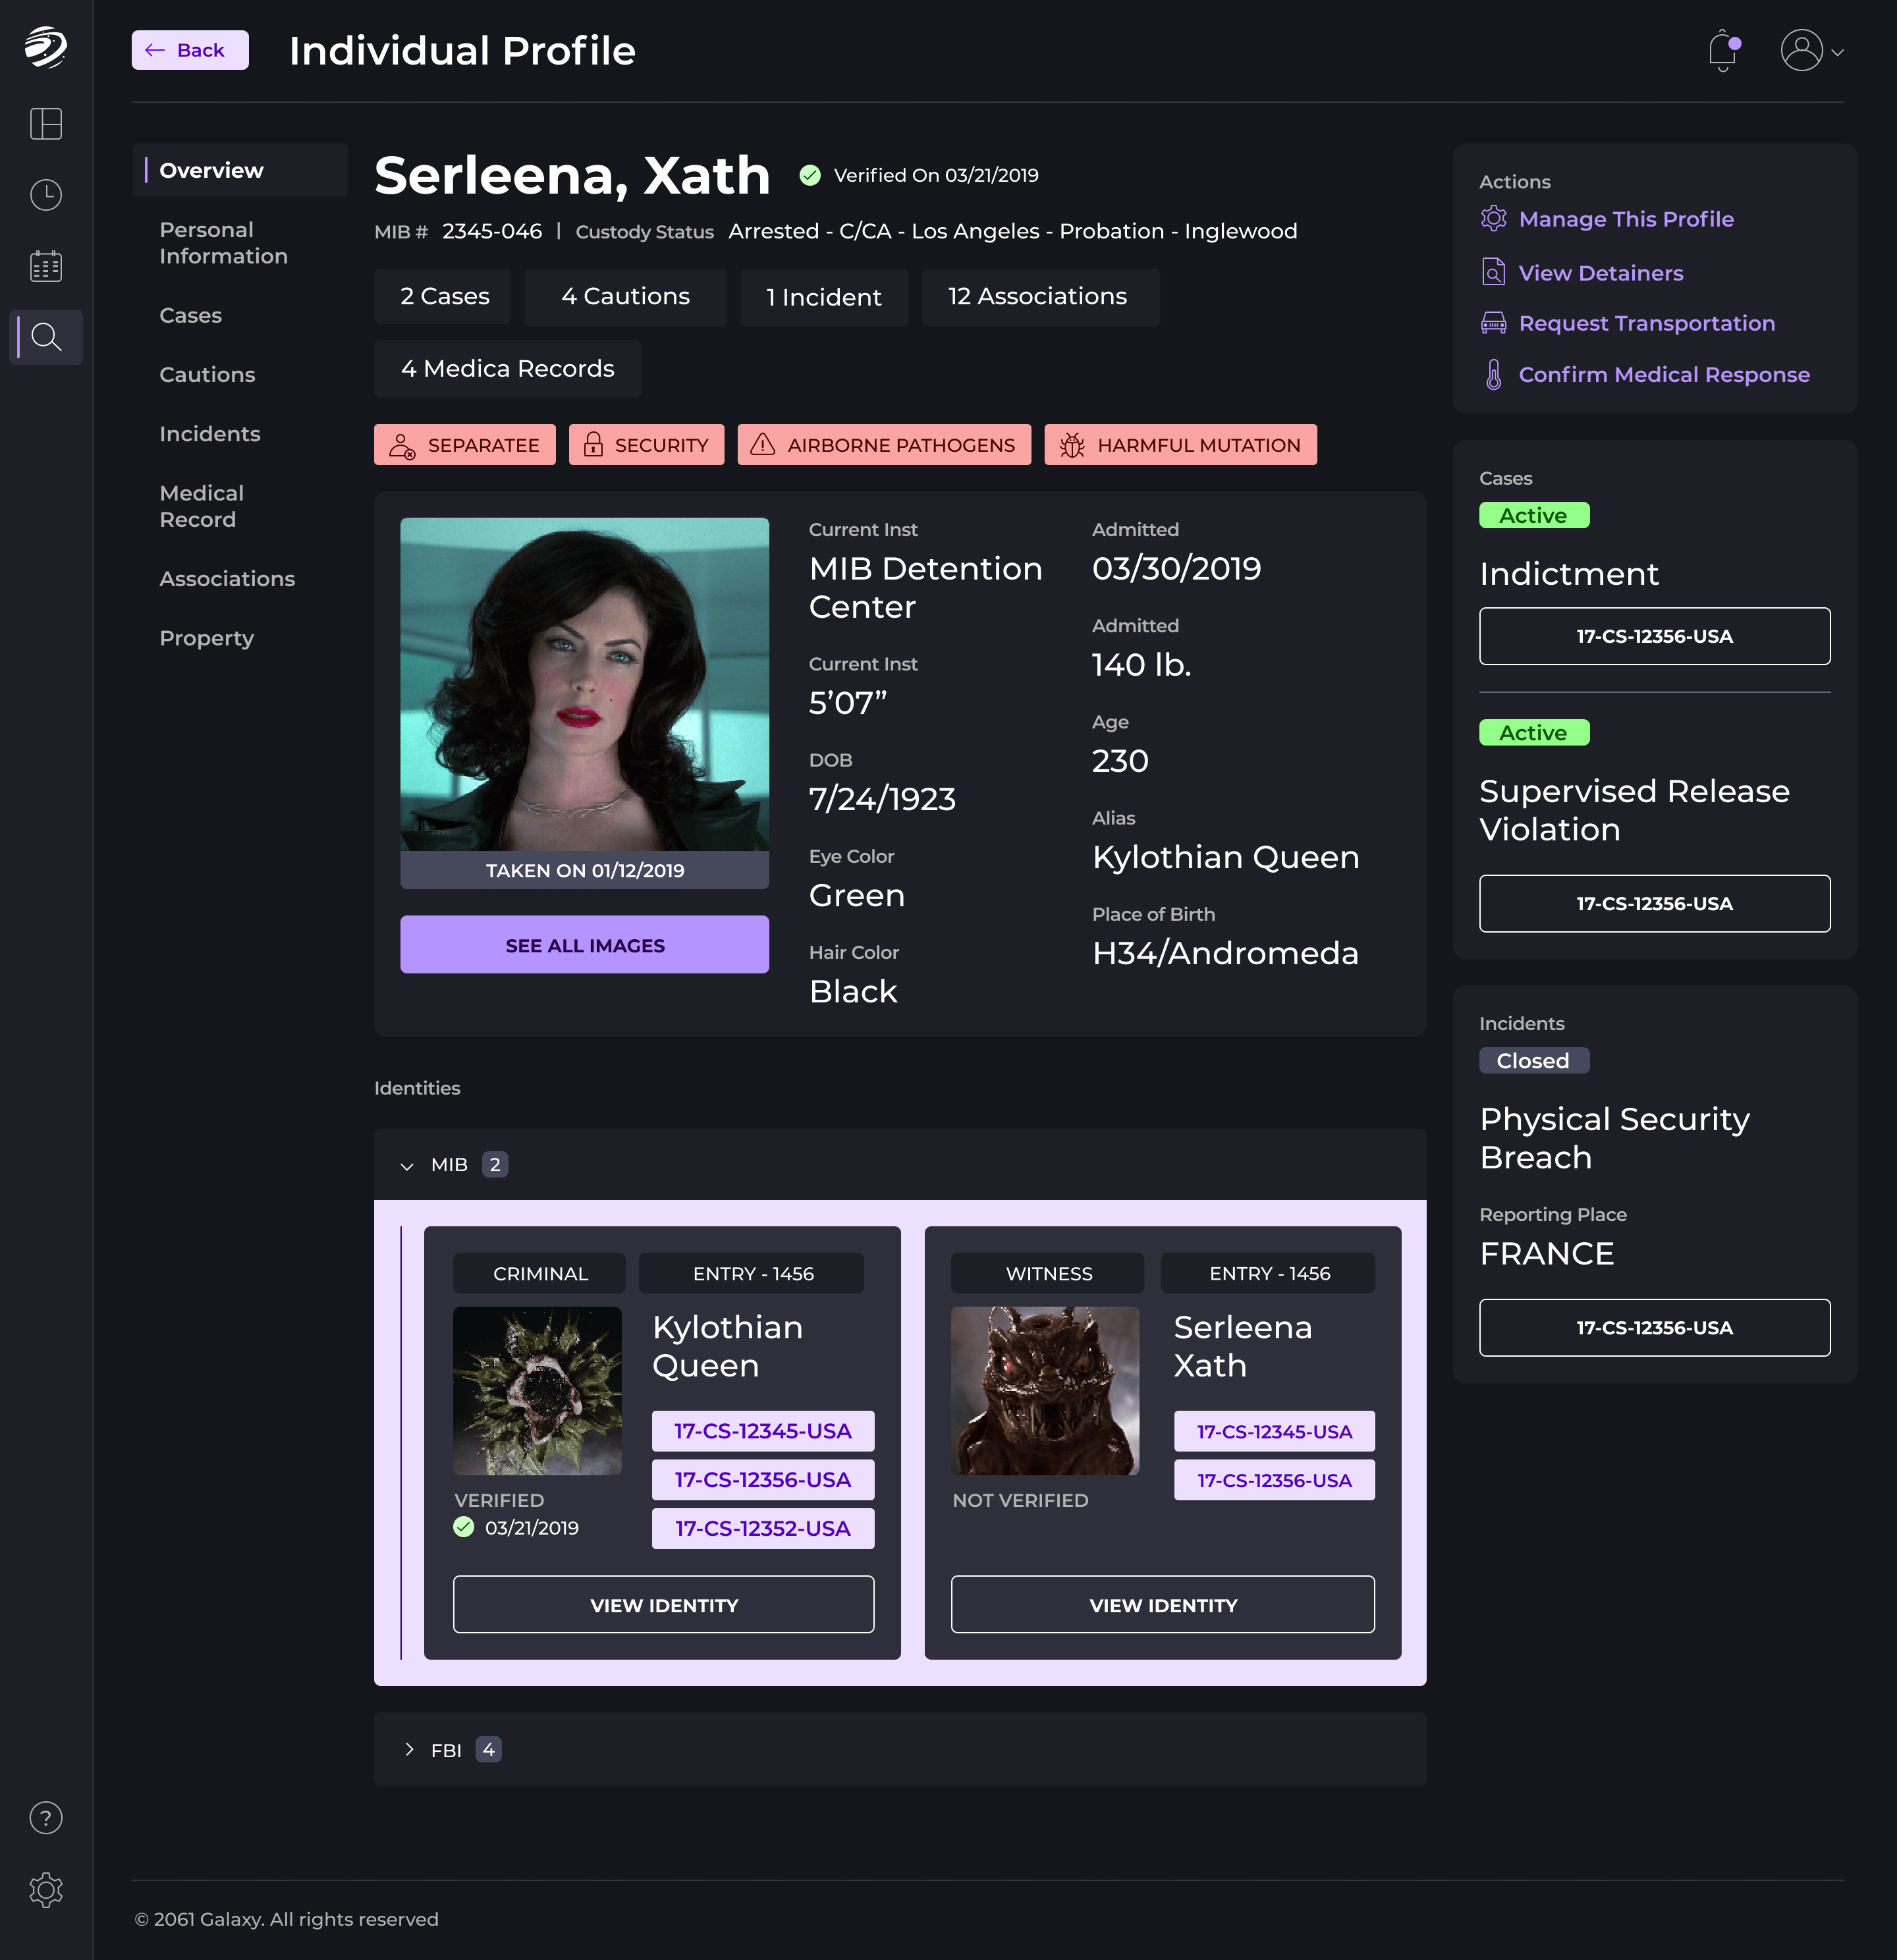 Back
Individual Profile
Overview
Personal
Information
Cases
Cautions
Incidents
Medical
Record
Associations
Property
Serleena, Xath
Verified On 03/21/2019
MIB # 2345-046 | Custody Status Arrested - C/CA - Los Angeles - Probation - Inglewood
2 Cases
4 Cautions
1 Incident
12 Associations
4 Medica Records
SEPARATEE
SECURITY
AIRBORNE PATHOGENS
HARMFUL MUTATION
TAKEN ON 01/12/2019
SEE ALL IMAGES
Current Inst
MIB Detention
Center
Current Inst
5’07”
DOB
7/24/1923
Eye Color
Green
Hair Color
Black
Admitted
03/30/2019
Admitted
140 lb.
Age
230
Alias
Kylothian Queen
Place of Birth
H34/Andromeda
Identities
MIB 2
CRIMINAL
ENTRY - 1456
Kylothian
Queen
17-CS-12345-USA
17-CS-12356-USA
17-CS-12352-USA
VERIFIED
03/21/2019
VIEW IDENTITY
WITNESS
ENTRY - 1456
Serleena
Xath
17-CS-12345-USA
17-CS-12356-USA
NOT VERIFIED
VIEW IDENTITY
FBI 4
Actions
Manage This Profile
View Detainers
Request Transportation
Confirm Medical Response
Cases
Active
Indictment
17-CS-12356-USA
Active
Supervised Release
Violation
17-CS-12356-USA
Incidents
Closed
Physical Security
Breach
Reporting Place
FRANCE
17-CS-12356-USA
?
© 2061 Galaxy. All rights reserved